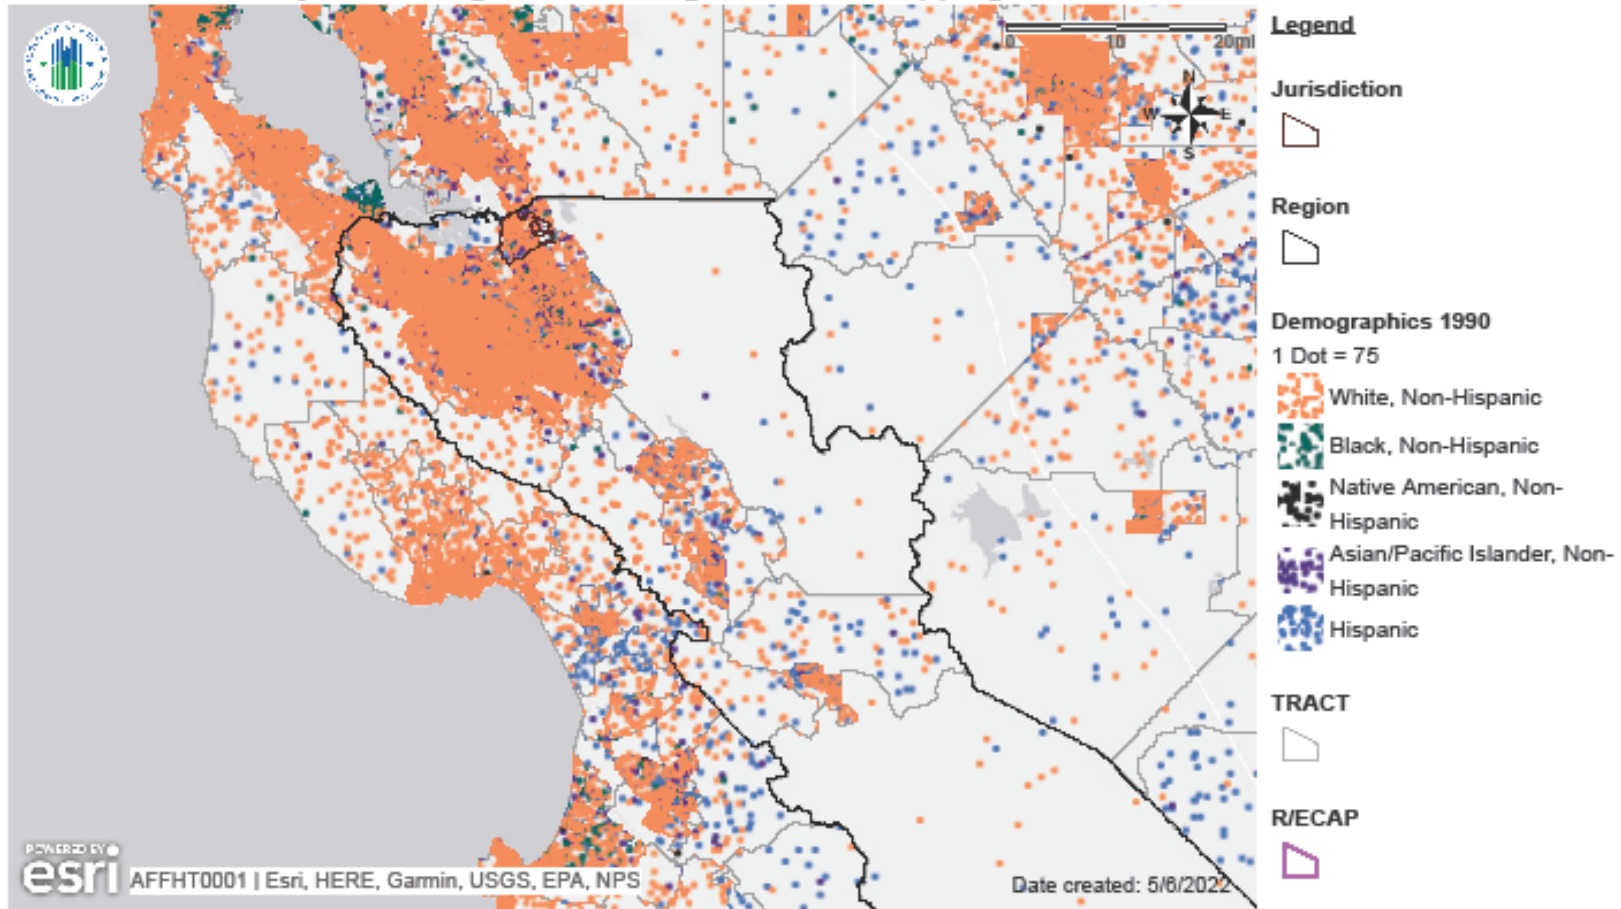 0 10 20mi
N
W E
S
POWERED BY
esri
AFFHT0001 | Esri, HERE, Garmin, USGS, EPA, NPS
Date created: 5/6/2022
Legend
Jurisdiction
Region
Demographics 1990
1 Dot = 75
White, Non-Hispanic
Black, Non-Hispanic
Native American, Non-
Hispanic
Asian/Pacific Islander, Non-
Hispanic
Hispanic
TRACT
R/ECAP